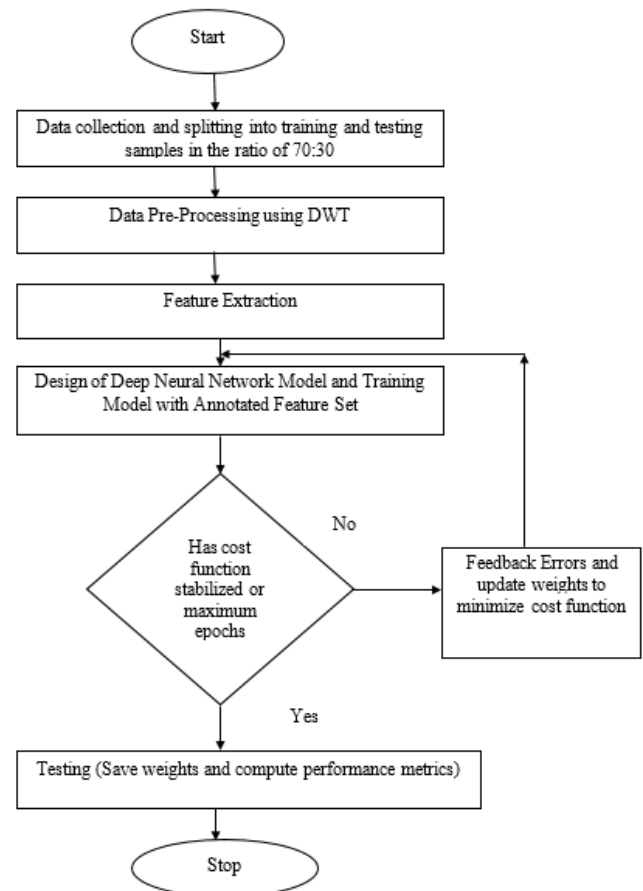 Start
Data collection and splitting into training and testing
samples in the ratio of 70:30
Data Pre-Processing using DWT
Feature Extraction
Design of Deep Neural Network Model and Training
Model with Annotated Feature Set
No
Has cost
function
stabilized or
maximum
epochs
Feedback Errors and
update weights to
minimize cost function
Yes
Testing (Save weights and compute performance metrics)
Stop